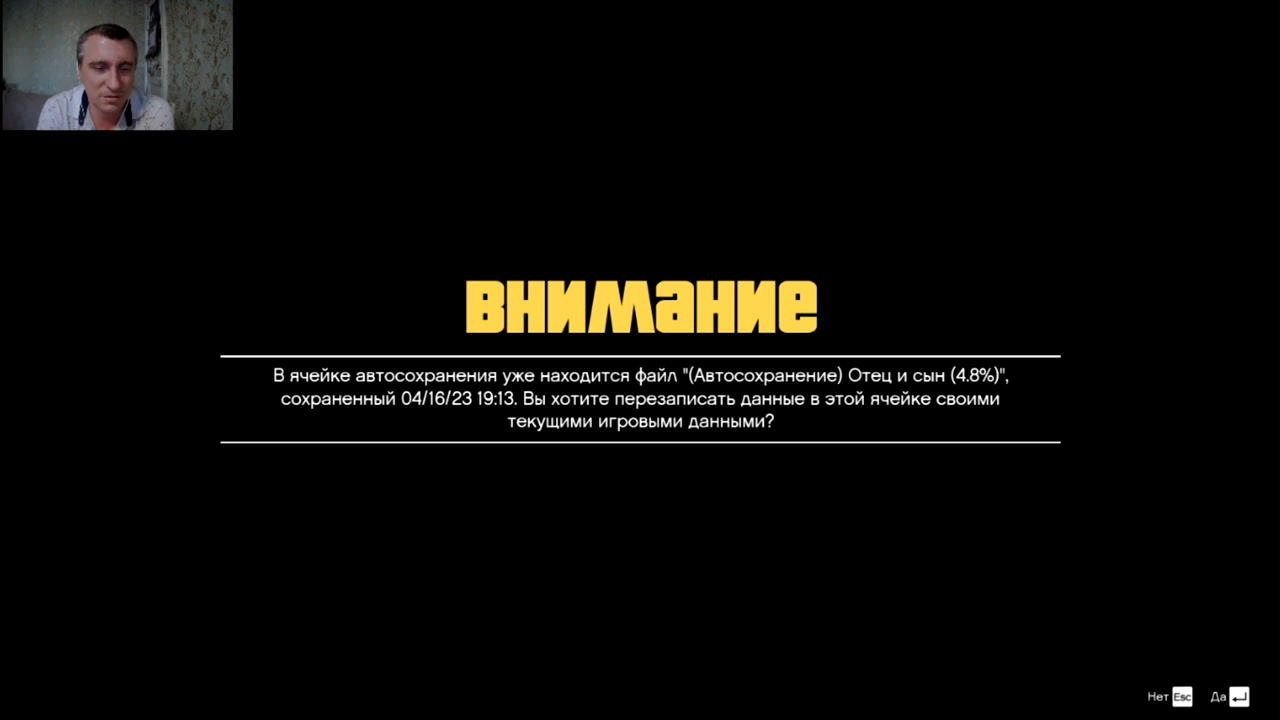 ВНИМАНИЕ
В ячейке автосохранения уже находится файл "(Автосохранение) Отец и сын (4.8%)",
сохраненный 04/16/23 19:13. Вы хотите перезаписать данные в этой ячейке своими
текущими игровыми данными?
Нет Esc Да